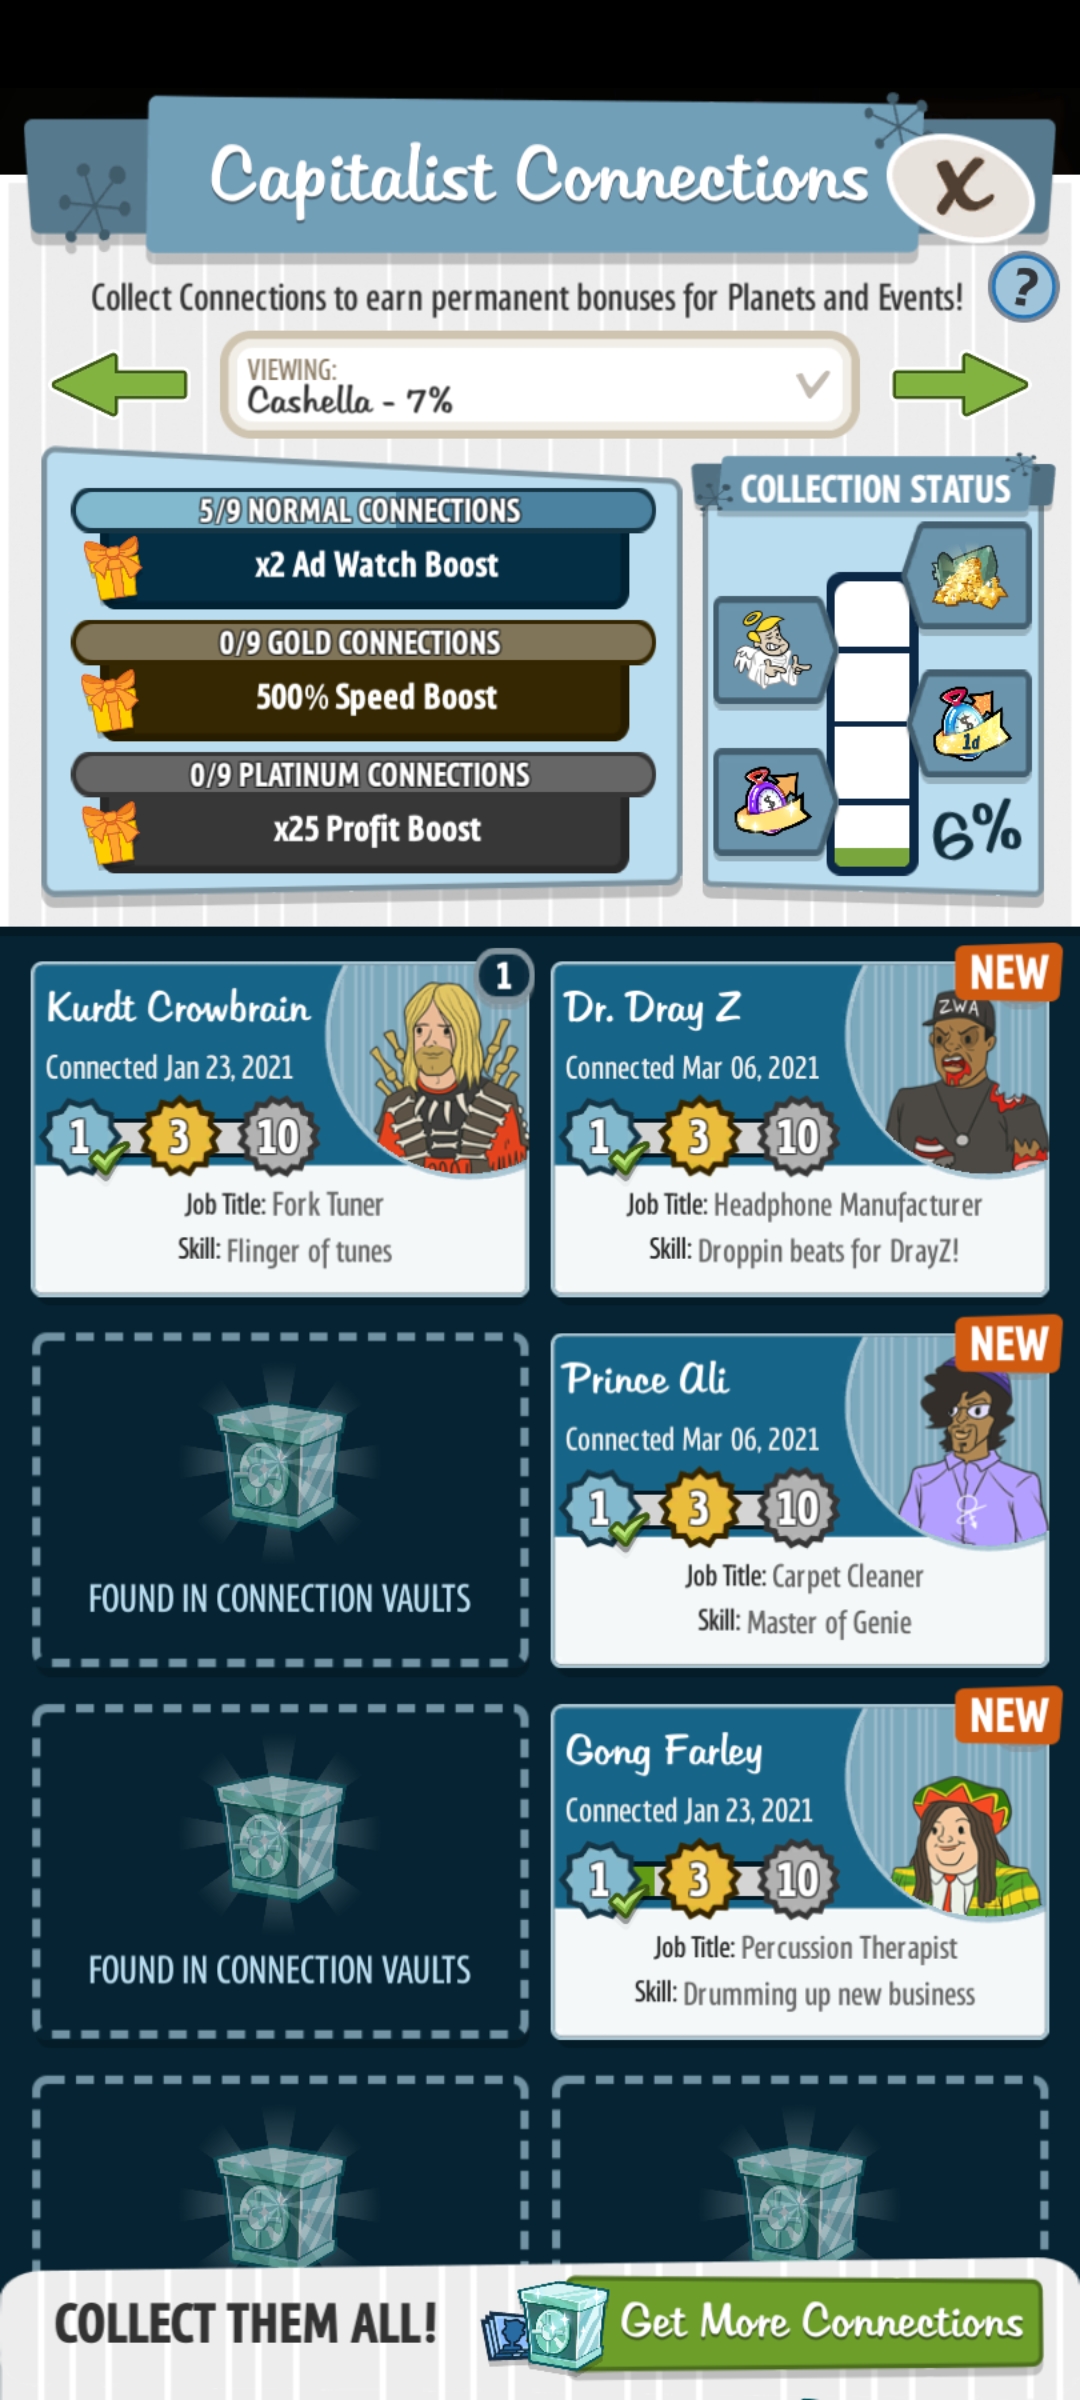 Capitalist Connections
X
Collect Connections to earn permanent bonuses for Planets and Events!
?
VIEWING:
Cashella - 7%
5/9 NORMAL CONNECTIONS
x2 Ad Watch Boost
0/9 GOLD CONNECTIONS
500% Speed Boost
0/9 PLATINUM CONNECTIONS
x25 Profit Boost
COLLECTION STATUS
$
1d
$
6%
Kurdt Crowbrain
1
Connected Jan 23, 2021
1 3 10
Job Title: Fork Tuner
Skill: Flinger of tunes
NEW
Dr. Dray Z
ZWA
Connected Mar 06, 2021
1 3 10
Job Title: Headphone Manufacturer
Skill: Droppin beats for DrayZ!
FOUND IN CONNECTION VAULTS
NEW
Prince Ali
Connected Mar 06, 2021
1 3 10
Job Title: Carpet Cleaner
Skill: Master of Genie
FOUND IN CONNECTION VAULTS
NEW
Gong Farley
Connected Jan 23, 2021
1 3 10
Job Title: Percussion Therapist
Skill: Drumming up new business
COLLECT THEM ALL!
Get More Connections